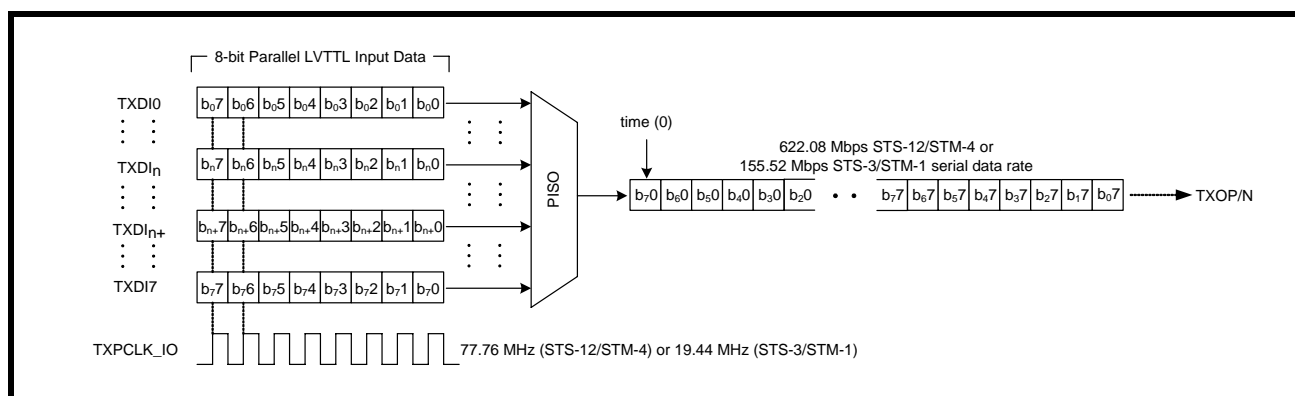 8-bit Parallel LVTTL Input Data
TXDI0
b07 b06 b05 b04 b03 b02 b01 b00
TXDIn
bn7 bn6 bn5 bn4 bn3 bn2 bn1 bn0
TXDIn+
bn+7 bn+6 bn+5 bn+4 bn+3 bn+2 bn+1 bn+0
TXDI7
b77 b76 b75 b74 b73 b72 b71 b70
TXPCLK_IO
77.76 MHz (STS-12/STM-4) or 19.44 MHz (STS-3/STM-1)
PISO
time (0)
622.08 Mbps STS-12/STM-4 or
155.52 Mbps STS-3/STM-1 serial data rate
b70 b60 b50 b40 b30 b20 b77 b67 b57 b47 b37 b27 b17 b07
TXOP/N